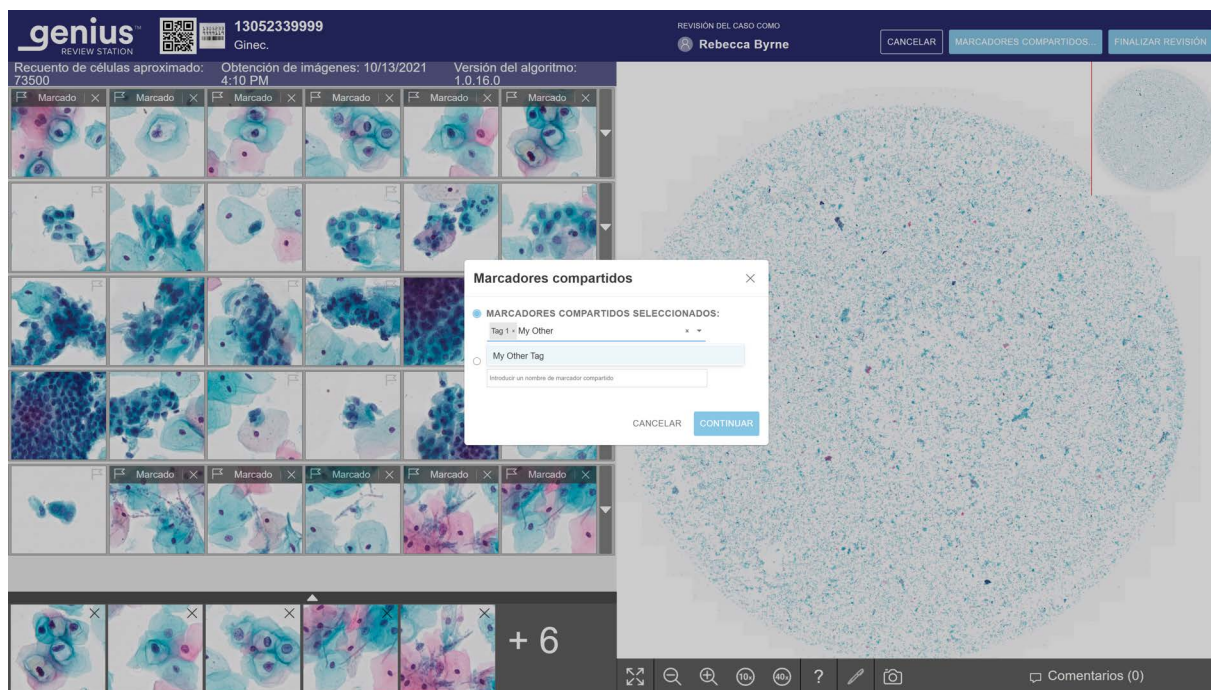 genius™
REVIEW STATION
13052339999
Ginec.
REVISIÓN DEL CASO COMO
Rebecca Byrne
CANCELAR
MARCADORES COMPARTIDOS...
FINALIZAR REVISIÓN
Recuento de células aproximado: 73500
Obtención de imágenes: 10/13/2021 4:10 PM
Versión del algoritmo: 1.0.16.0
Marcado
Marcado
Marcado
Marcado
Marcado
Marcado
Marcadores compartidos
MARCADORES COMPARTIDOS SELECCIONADOS:
Tag 1 × My Other
My Other Tag
Introducir un nombre de marcador compartido
CANCELAR
CONTINUAR
Marcado
Marcado
Marcado
Marcado
Marcado
+ 6
10x
40x
?
Comentarios (0)